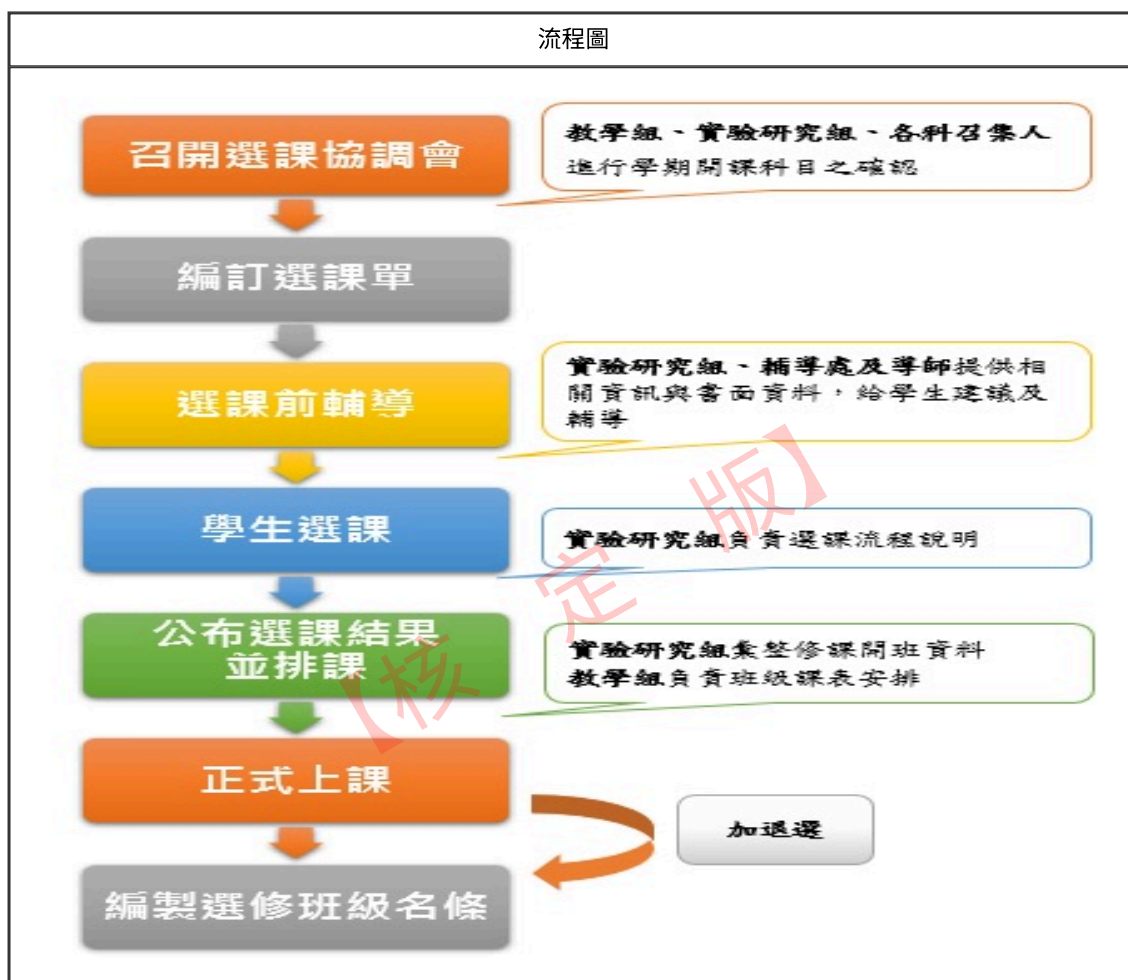 流程圖
召開選課協調會
教學組、實驗研究組、各科召集人
進行學期開課科目之確認
編訂選課單
選課前輔導
實驗研究組、輔導處及導師提供相
關資訊與書面資料，給學生建議及
輔導
學生選課
實驗研究組負責選課流程說明
公布選課結果
並排課
實驗研究組彙整修課開班資料
教學組負責班級課表安排
正式上課
加退選
編製選修班級名條
【核定版】